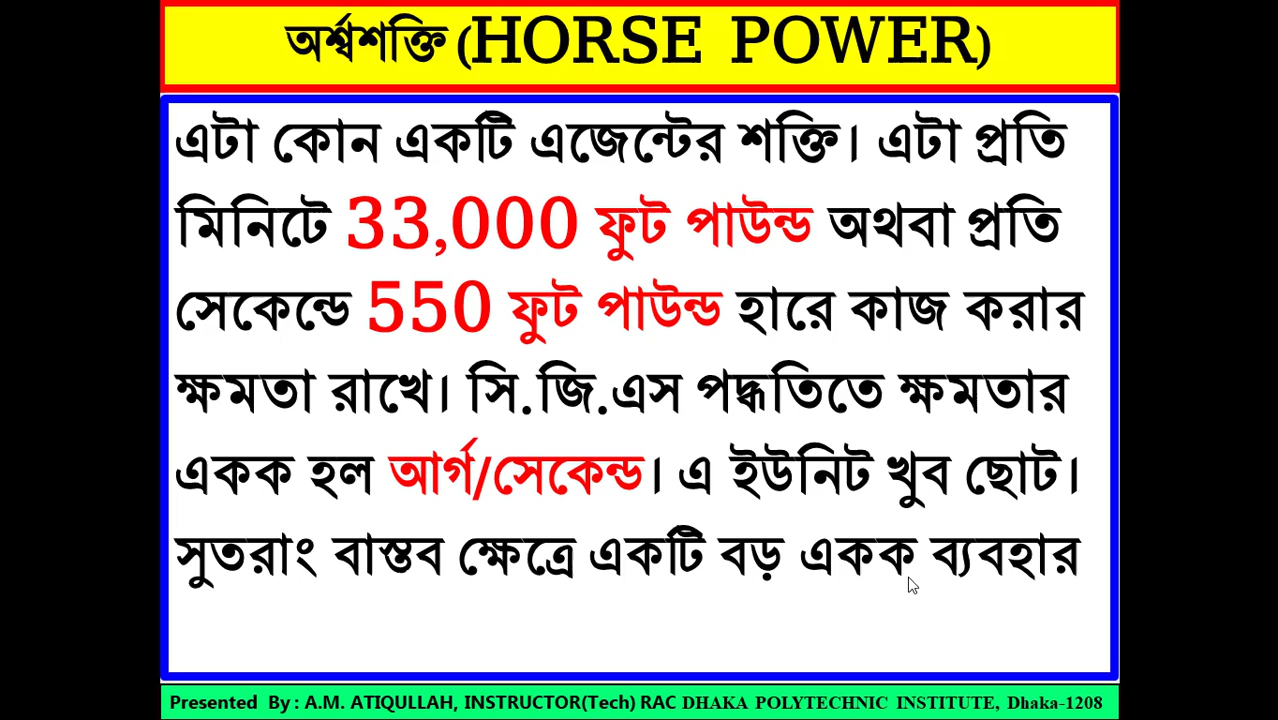 অর্শ্বশক্তি (HORSE POWER)
এটা কোন একটি এজেন্টের শক্তি। এটা প্রতি
মিনিটে 33,000 ফুট পাউন্ড অথবা প্রতি
সেকেন্ডে 550 ফুট পাউন্ড হারে কাজ করার
ক্ষমতা রাখে। সি.জি.এস পদ্ধতিতে ক্ষমতার
একক হল আর্গ/সেকেন্ড। এ ইউনিট খুব ছোট।
সুতরাং বাস্তব ক্ষেত্রে একটি বড় একক ব্যবহার
Presented By : A.M. ATIQULLAH, INSTRUCTOR(Tech) RAC DHAKA POLYTECHNIC INSTITUTE, Dhaka-1208